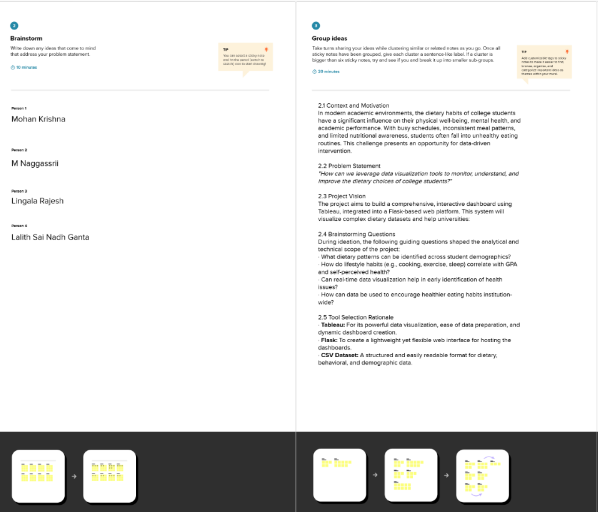 2
Brainstorm
Write down any ideas that come to mind
that address your problem statement.
10 minutes
TIP
Person 1
Mohan Krishna
Person 2
M Naggassrii
Person 3
Lingala Rajesh
Person 4
Lalith Sai Nadh Ganta
Group ideas
Take turns sharing your ideas while clustering similar or related notes as you go. Once all
sticky notes have been grouped, give each cluster a sentence-like label. If a cluster is
bigger than six sticky notes, try and see if you and break it up into smaller sub-groups.
20 minutes
TIP
2.1 Context and Motivation
In modern academic environments, the dietary habits of college students
have a significant influence on their physical well-being, mental health, and
academic performance. With busy schedules, inconsistent meal patterns,
and limited nutritional awareness, students often fall into unhealthy eating
routines. This challenge presents an opportunity for data-driven
intervention.
2.2 Problem Statement
"How can we leverage data visualization tools to monitor, understand, and
improve the dietary choices of college students?"
2.3 Project Vision
The project aims to build a comprehensive, interactive dashboard using
Tableau, integrated into a Flask-based web platform. This system will
visualize complex dietary datasets and help universities.
2.4 Brainstorming Questions
During ideation, the following guiding questions shaped the analytical and
technical scope of the project:
· What dietary patterns can be identified across student demographics?
· How do lifestyle habits (e.g., cooking, exercise, sleep) correlate with GPA
and self-perceived health?
· Can real-time data visualization help in early identification of health
issues?
· How can data be used to encourage healthier eating habits institution-
wide?
2.5 Tool Selection Rationale
· Tableau: For its powerful data visualization, ease of data preparation, and
dynamic dashboard creation.
· Flask: To create a lightweight yet flexible web interface for hosting the
dashboards.
· CSV Dataset: A structured and easily readable format for dietary,
behavioral, and demographic data.